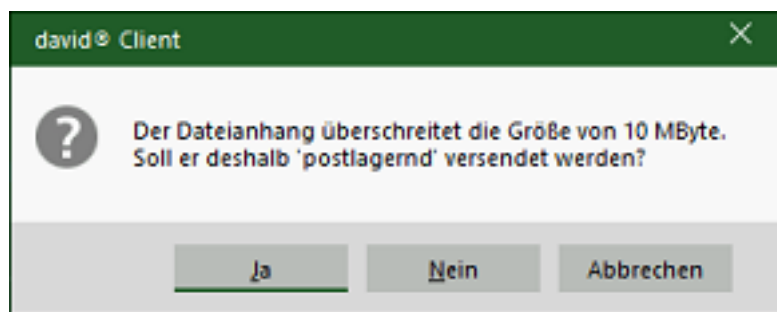 david® Client
Der Dateianhang überschreitet die Größe von 10 MByte.
Soll er deshalb 'postlagernd' versendet werden?
Ja
Nein
Abbrechen